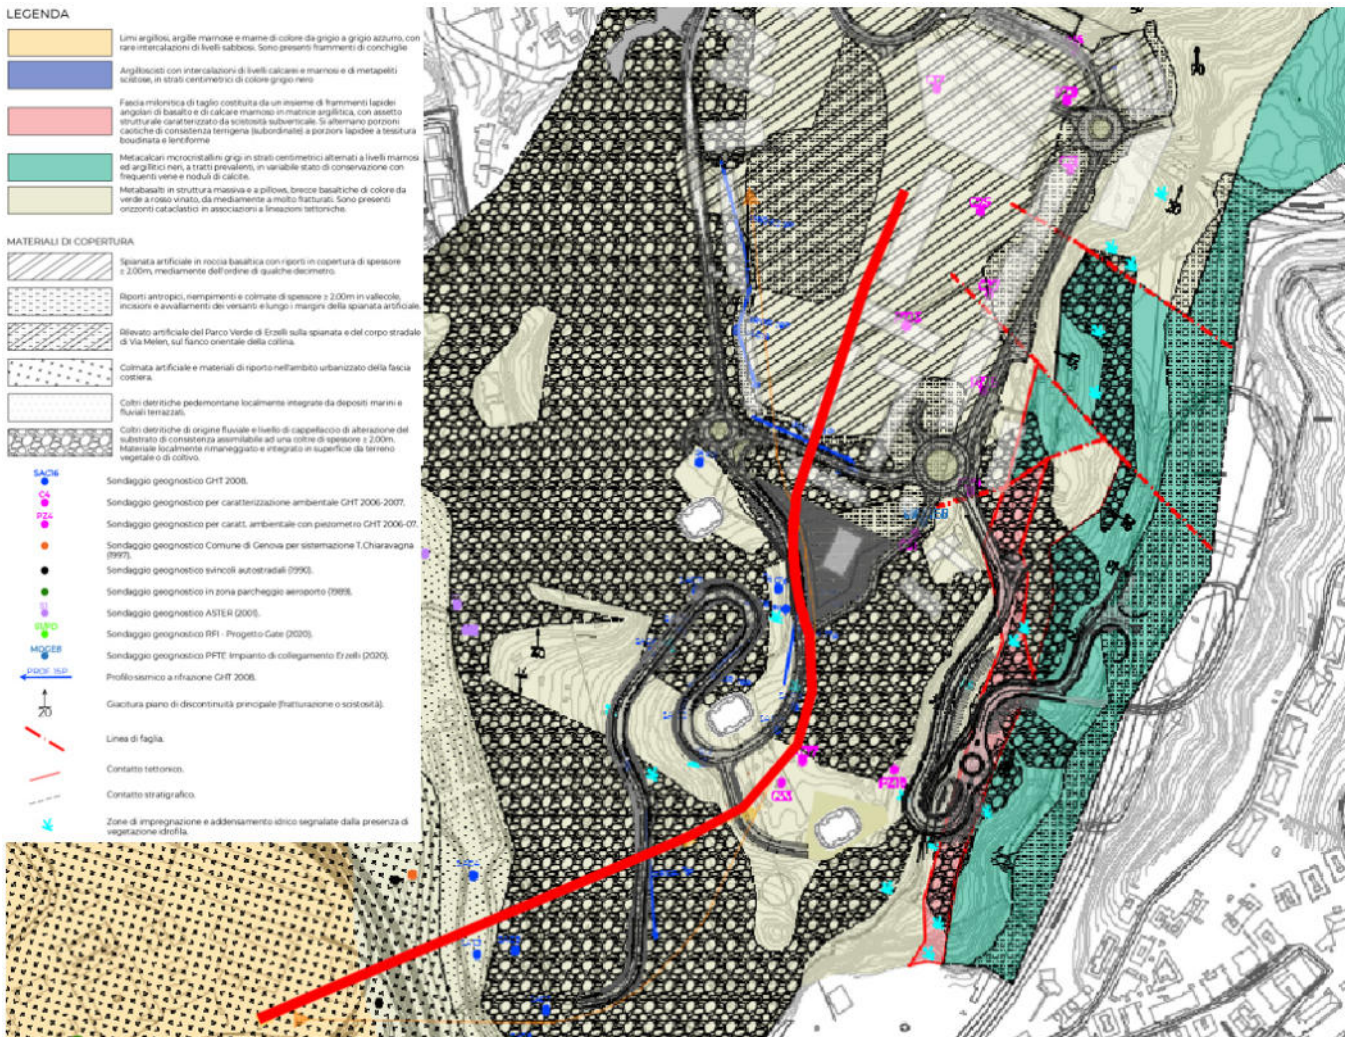 LEGENDA
Limi argillosi, argille marnose e marne di colore da grigio a grigio azzurro, con
rare intercalazioni di livelli sabbiosi. Sono presenti frammenti di conchiglie
Argilloscisti con intercalazioni di livelli calcarei e marnosi e di metapeliti
scistose, in strati centimetrici di colore grigio nero
Fascia milonitica di taglio costituita da un insieme di frammenti lapidei
angolari di basalto e di calcare marnoso in matrice argillitica, con assetto
strutturale caratterizzato da scistosità subverticale. Si alternano porzioni
caotiche di consistenza terrigena (subordinate) a porzioni lapidee a tessitura
boudinata e lentiforme
Metacalcari mcrocristallini grigi in strati centimetrici alternati a livelli marnosi
ed argillitici neri, a tratti prevalenti, in variabile stato di conservazione con
frequenti vene e noduli di calcite.
Metabasalti in struttura massiva e a pillows, brecce basaltiche di colore da
verde a rosso vinato, da mediamente a molto fratturati. Sono presenti
orizzonti cataclastici in associazioni a lineazioni tettoniche.
MATERIALI DI COPERTURA
Spianata artificiale in roccia basaltica con riporti in copertura di spessore
± 2.00m, mediamente dell'ordine di qualche decimetro.
Riporti antropici, riempimenti e colmate di spessore ± 2.00m in vallecole,
incisioni e avvallamenti dei versanti e lungo i margini della spianata artificiale.
Rilevato artificiale del Parco Verde di Erzelli sulla spianata e del corpo stradale
di Via Melen, sul fianco orientale della collina.
Colmata artificiale e materiali di riporto nell'ambito urbanizzato della fascia
costiera.
Coltri detritiche pedemontane localmente integrate da depositi marini e
fluviali terrazzati.
Coltri detritiche di origine fluviale e livello di cappellaccio di alterazione del
substrato di consistenza assimilabile ad una coltre di spessore ± 2.00m.
Materiale localmente rimaneggiato e integrato in superficie da terreno
vegetale o di coltivo.
SAC16
Sondaggio geognostico GHT 2008.
C4
Sondaggio geognostico per caratterizzazione ambientale GHT 2006-2007.
PZ4
Sondaggio geognostico per caratt. ambientale con piezometro GHT 2006-07.
Sondaggio geognostico Comune di Genova per sistemazione T.Chiaravagna
(1997).
Sondaggio geognostico svincoli autostradali (1990).
Sondaggio geognostico in zona parcheggio aeroporto (1989).
S1
Sondaggio geognostico ASTER (2001).
Sondaggio geognostico RFI - Progetto Gate (2020).
MOGE8
Sondaggio geognostico PFTE Impianto di collegamento Erzelli (2020).
PROF. 15P
Profilo sismico a rifrazione GHT 2008.
20
Giacitura piano di discontinuità principale (fratturazione o scistosità).
Linea di faglia.
Contatto tettonico.
Contatto stratigrafico.
Zone di impregnazione e addensamento idrico segnalate dalla presenza di
vegetazione idrofila.